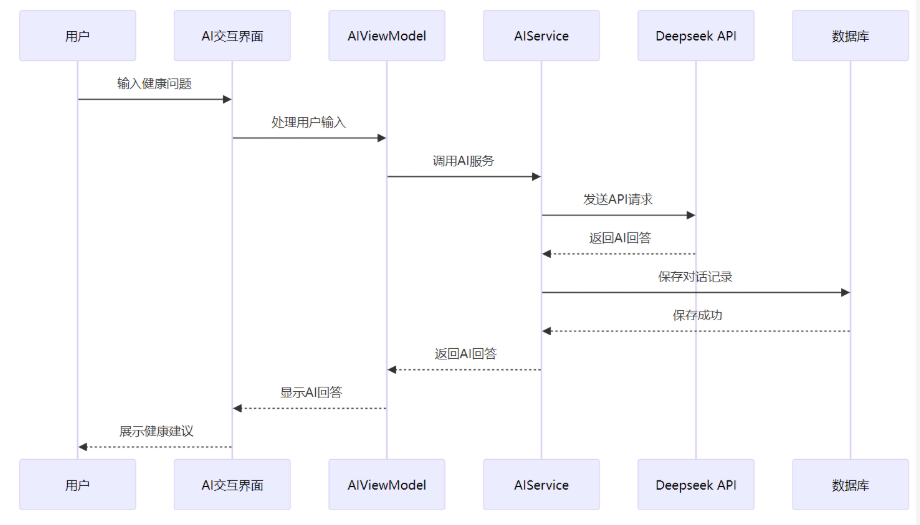 用户
AI交互界面
AIViewModel
AIService
Deepseek API
数据库
输入健康问题
处理用户输入
调用AI服务
发送API请求
返回AI回答
保存对话记录
保存成功
返回AI回答
显示AI回答
展示健康建议
用户
AI交互界面
AIViewModel
AIService
Deepseek API
数据库